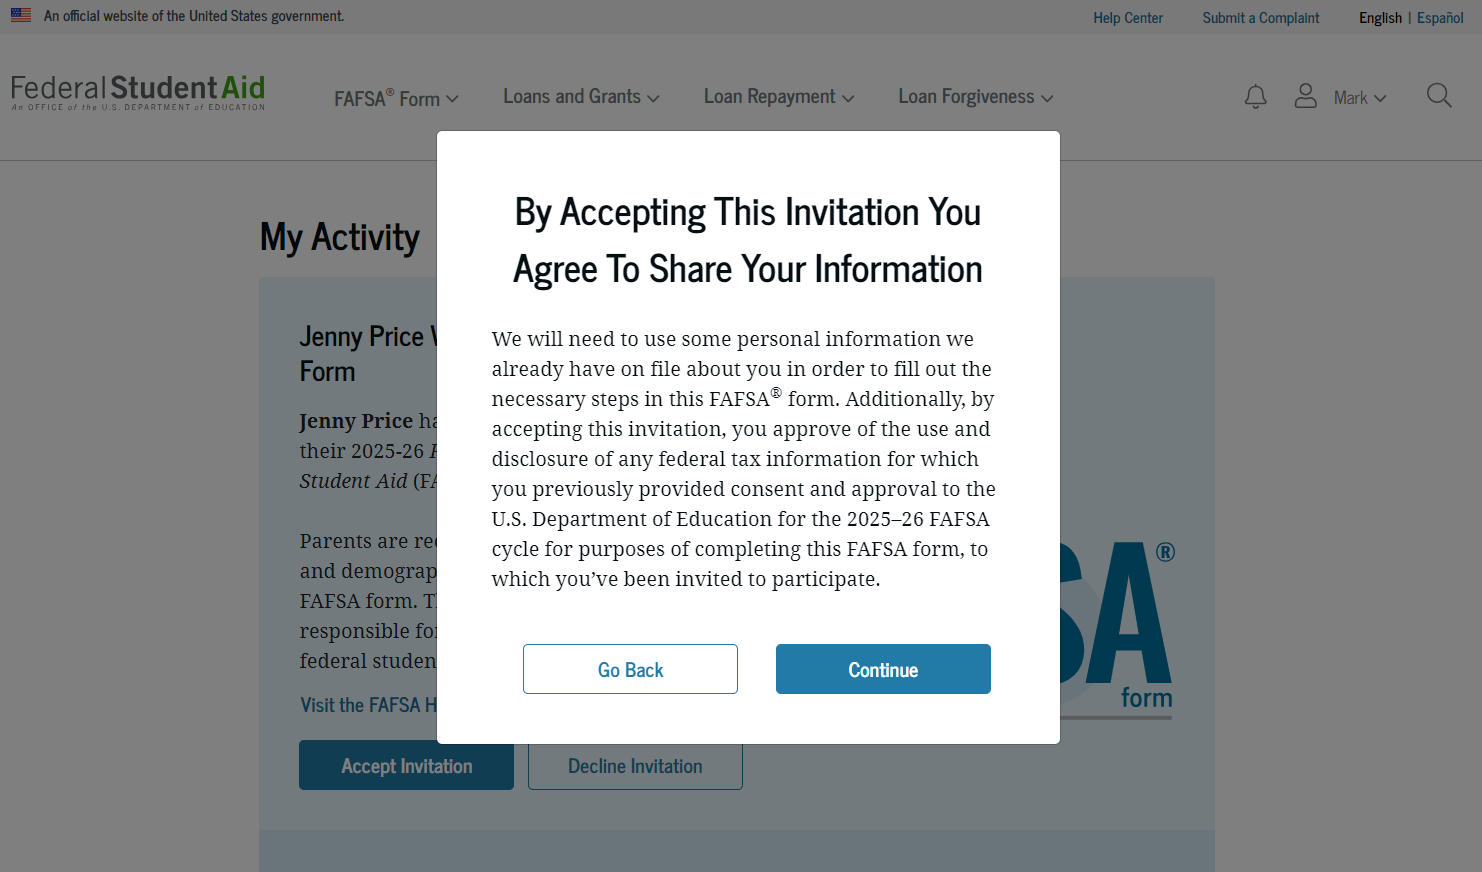 An official website of the United States government.
Help Center
Submit a Complaint
English | Español
Federal Student Aid
An OFFICE of the U.S. DEPARTMENT of EDUCATION
FAFSA® Form
Loans and Grants
Loan Repayment
Loan Forgiveness
Mark
My Activity
By Accepting This Invitation You
Agree To Share Your Information
We will need to use some personal information we
already have on file about you in order to fill out the
necessary steps in this FAFSA® form. Additionally, by
accepting this invitation, you approve of the use and
disclosure of any federal tax information for which
you previously provided consent and approval to the
U.S. Department of Education for the 2025–26 FAFSA
cycle for purposes of completing this FAFSA form, to
which you’ve been invited to participate.
Go Back
Continue
Jenny Price
Form
Jenny Price
their 2025-26
Student Aid
Parents are
and
FAFSA form.
responsible
federal
Visit the FAFSA
SA®
form
Accept Invitation
Decline Invitation